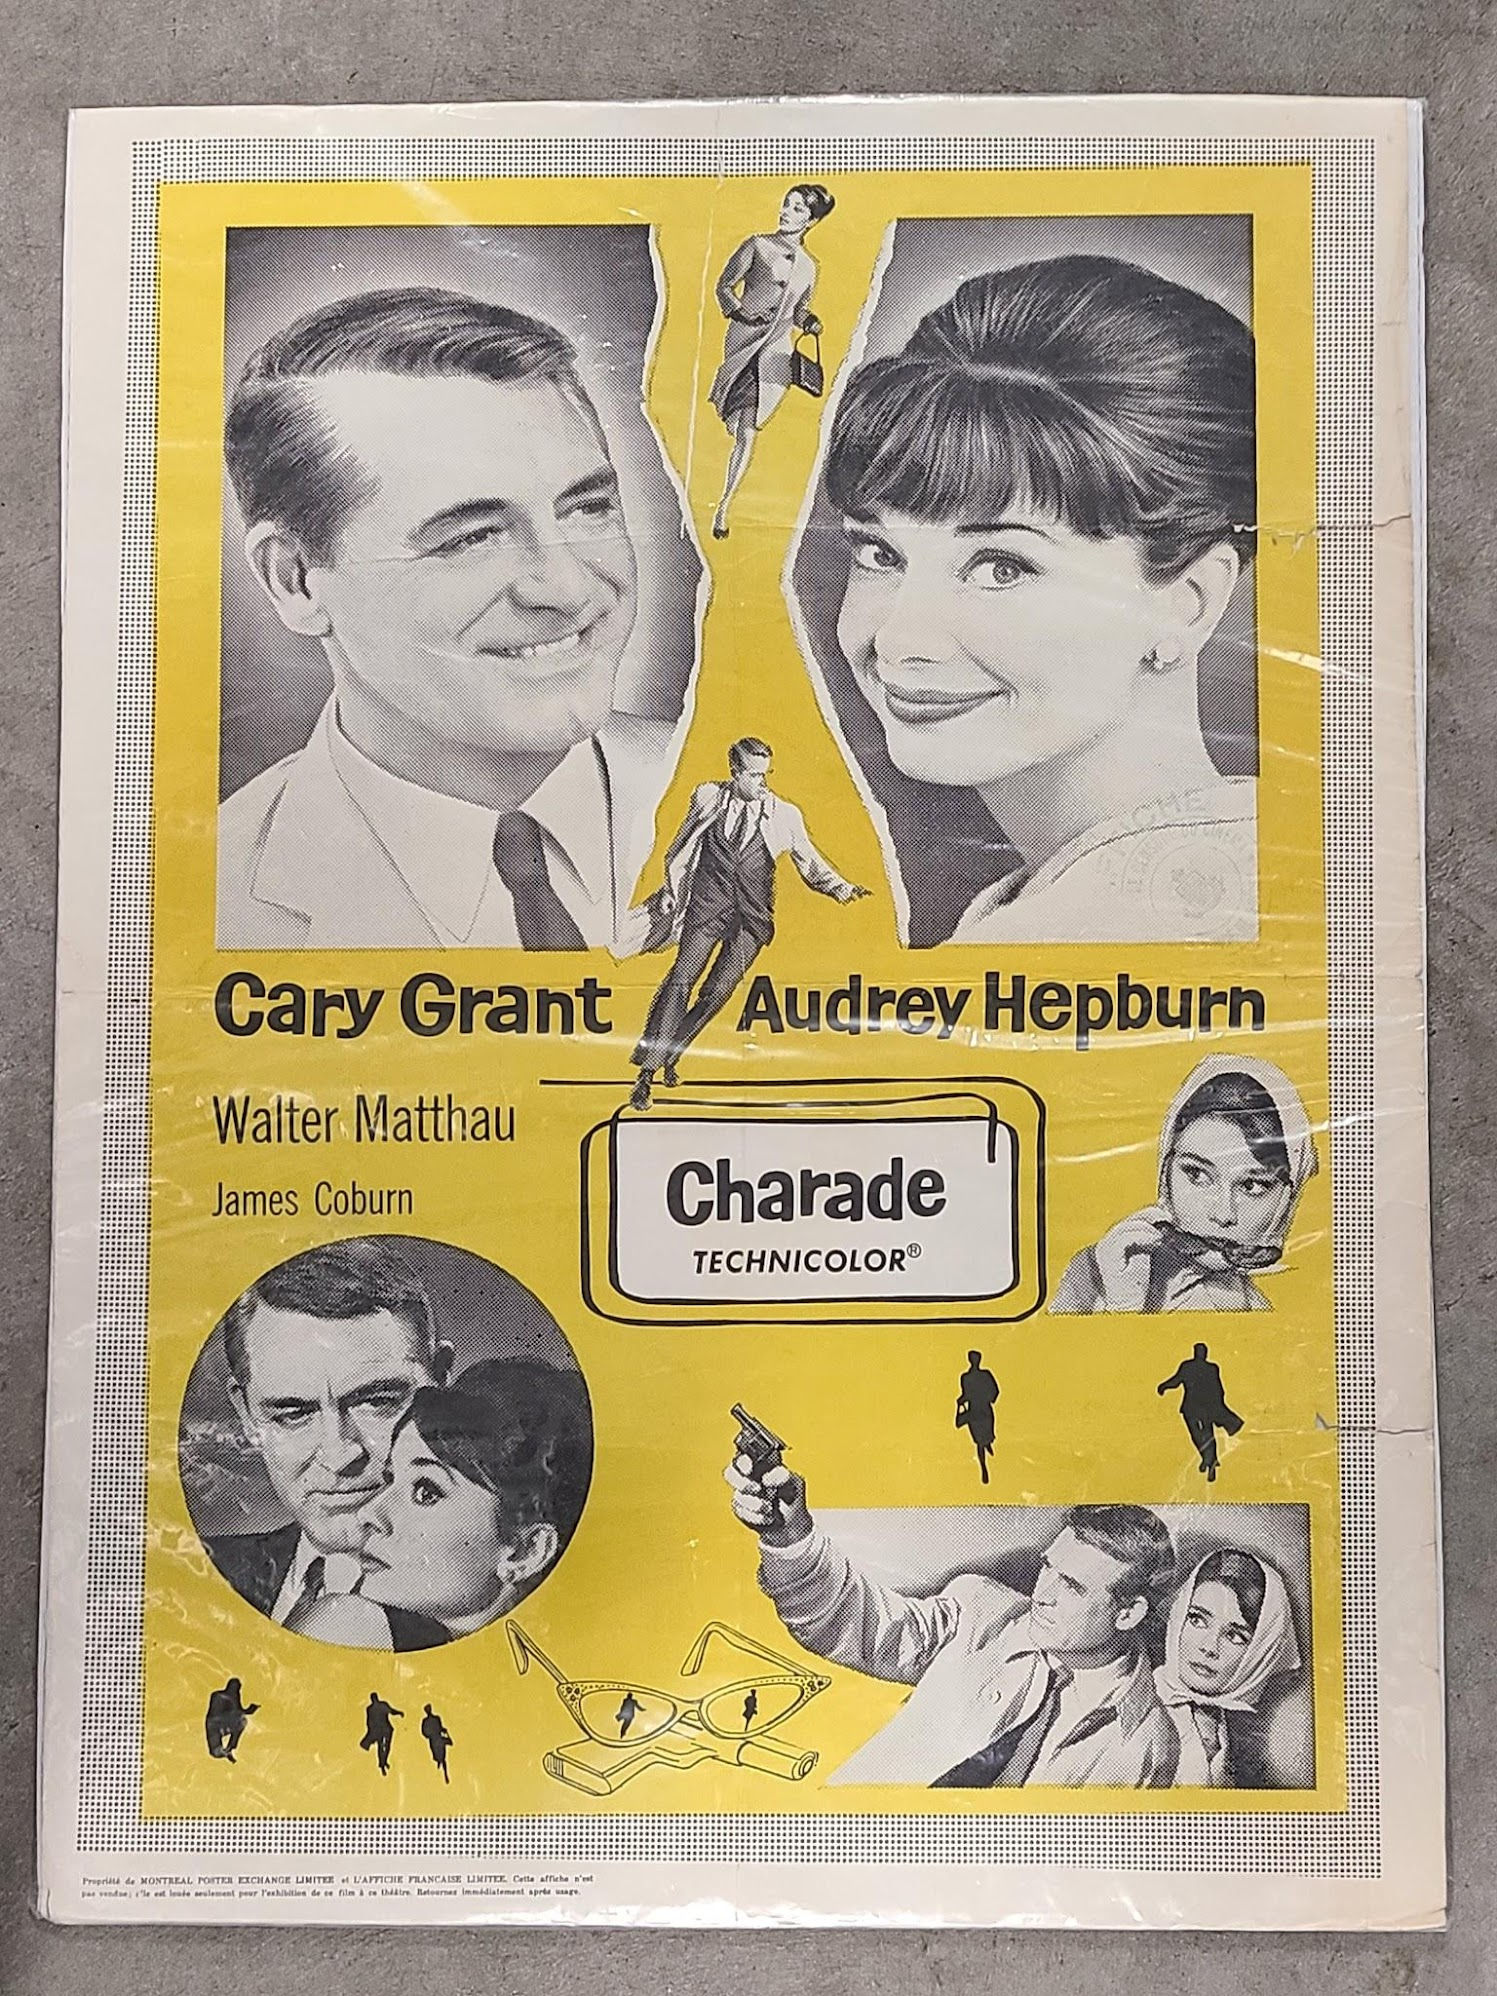 Cary Grant Audrey Hepburn
Walter Matthau
James Coburn
Charade
TECHNICOLOR®
Propriété de MONTREAL POSTER EXCHANGE LIMITEE et L'AFFICHE FRANCAISE LIMITEE. Cette affiche n'est
pas vendue; elle est louée seulement pour l'exhibition de ce film à ce théâtre. Retournez immédiatement après usage.